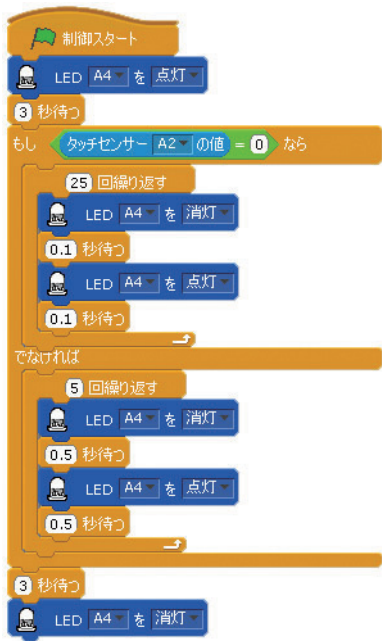 制御スタート
LED A4 を 点灯
3 秒待つ
もし タッチセンサー A2 の値 = 0 なら
25 回繰り返す
LED A4 を 消灯
0.1 秒待つ
LED A4 を 点灯
0.1 秒待つ
でなければ
5 回繰り返す
LED A4 を 消灯
0.5 秒待つ
LED A4 を 点灯
0.5 秒待つ
3 秒待つ
LED A4 を 消灯